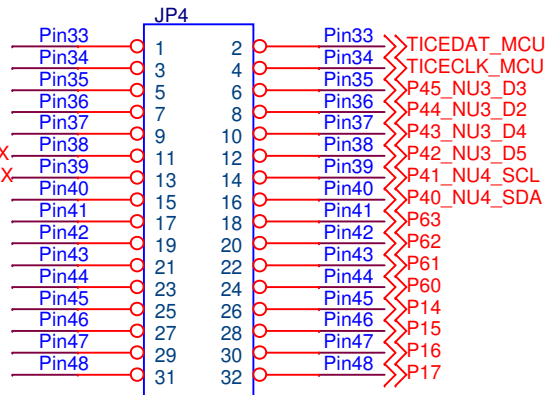 JP4
Pin33 1 2 Pin33 TICEDAT_MCU
Pin34 3 4 Pin34 TICECLK_MCU
Pin35 5 6 Pin35 P45_NU3_D3
Pin36 7 8 Pin36 P44_NU3_D2
Pin37 9 10 Pin37 P43_NU3_D4
X Pin38 11 12 Pin38 P42_NU3_D5
X Pin39 13 14 Pin39 P41_NU4_SCL
Pin40 15 16 Pin40 P40_NU4_SDA
Pin41 17 18 Pin41 P63
Pin42 19 20 Pin42 P62
Pin43 21 22 Pin43 P61
Pin44 23 24 Pin44 P60
Pin45 25 26 Pin45 P14
Pin46 27 28 Pin46 P15
Pin47 29 30 Pin47 P16
Pin48 31 32 Pin48 P17